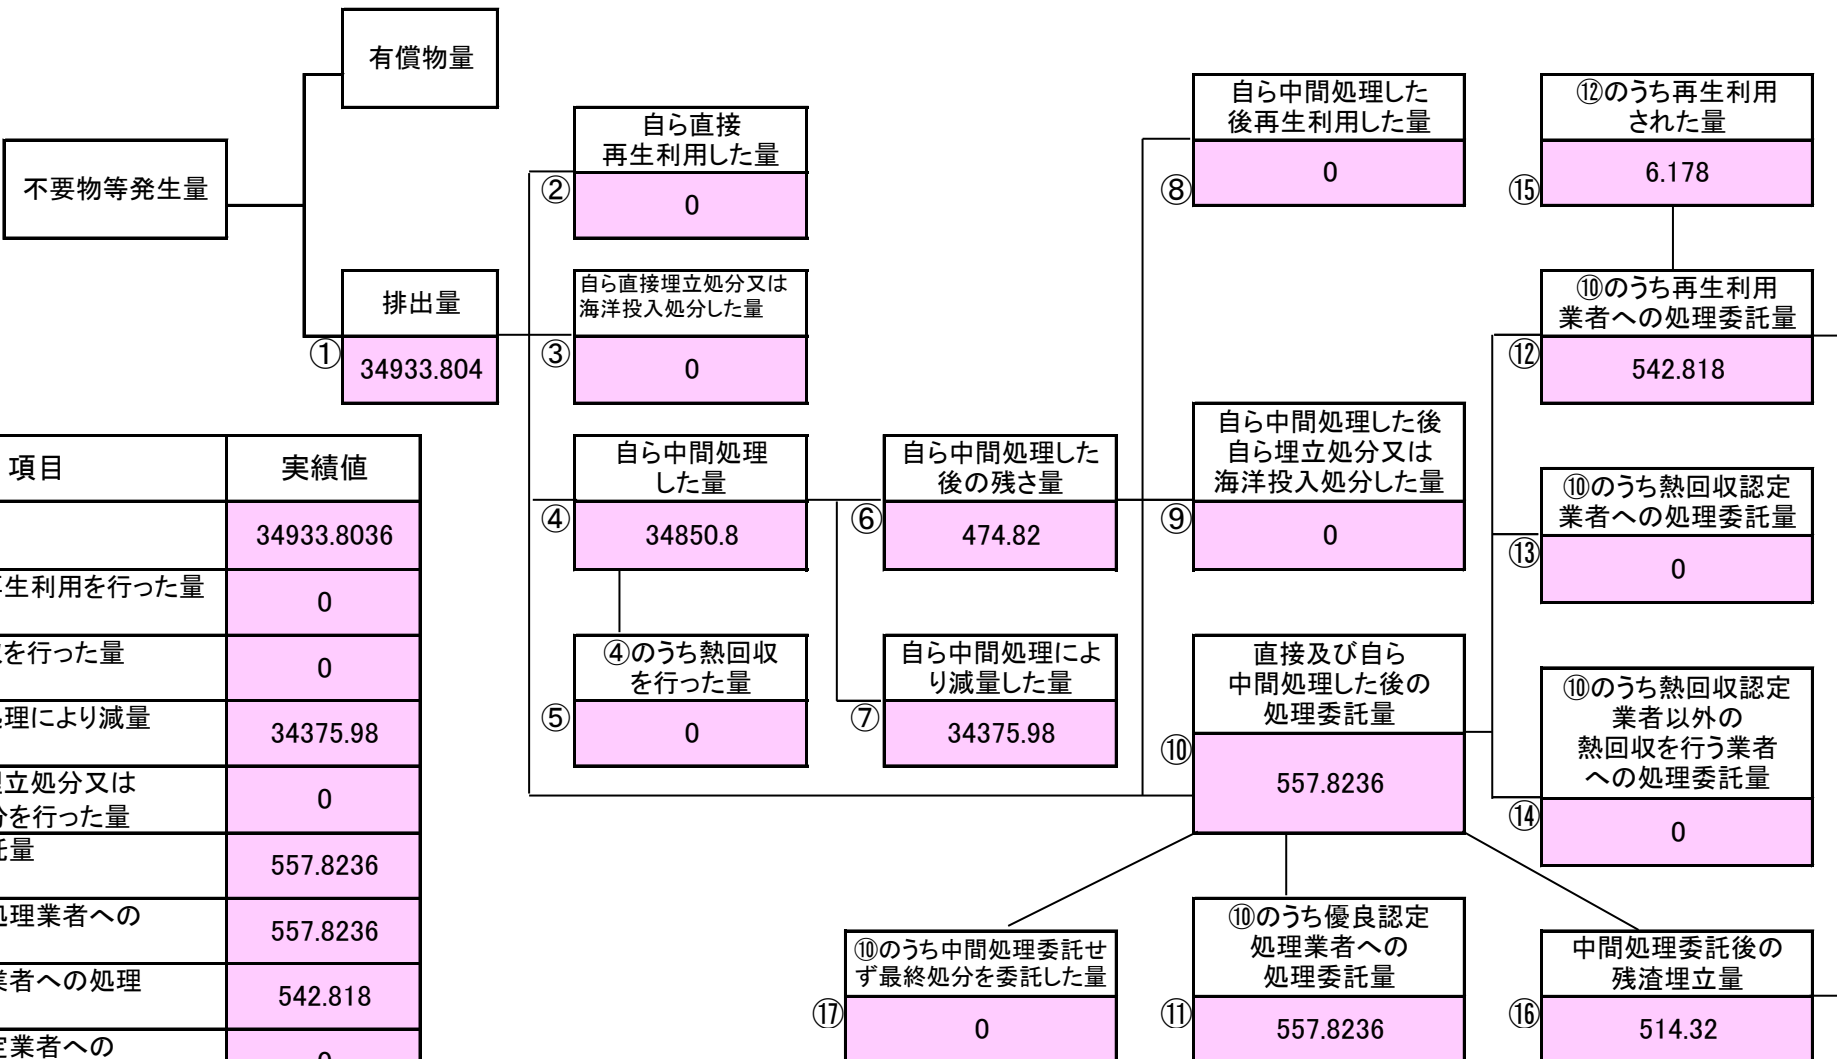 有償物量
不要物等発生量
排出量
①
34933.804
自ら直接
再生利用した量
②
0
自ら直接埋立処分又は
海洋投入処分した量
③
0
自ら中間処理
した量
④
34850.8
④のうち熱回収
を行った量
⑤
0
自ら中間処理した
後の残さ量
⑥
474.82
自ら中間処理によ
り減量した量
⑦
34375.98
自ら中間処理した
後再生利用した量
⑧
0
自ら中間処理した後
自ら埋立処分又は
海洋投入処分した量
⑨
0
直接及び自ら
中間処理した後の
処理委託量
⑩
557.8236
⑫のうち再生利用
された量
⑮
6.178
⑩のうち再生利用
業者への処理委託量
⑫
542.818
⑩のうち熱回収認定
業者への処理委託量
⑬
0
⑩のうち熱回収認定
業者以外の
熱回収を行う業者
への処理委託量
⑭
0
⑩のうち中間処理委託せ
ず最終処分を委託した量
⑰
0
⑩のうち優良認定
処理業者への
処理委託量
⑪
557.8236
中間処理委託後の
残渣埋立量
⑯
514.32
項目 実績値
34933.8036
生利用を行った量
0
を行った量
0
理により減量
34375.98
立処分又は
を行った量
0
量
557.8236
処理業者への
557.8236
業者への処理
542.818
定業者への